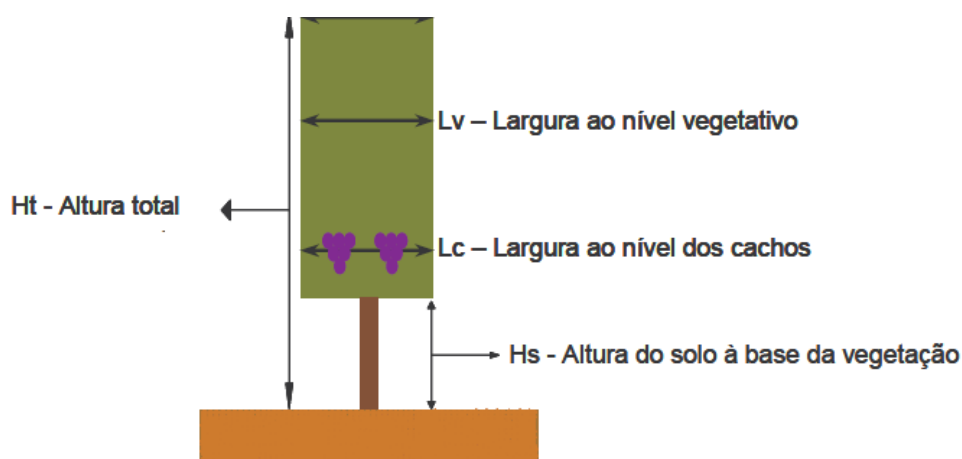 Lv – Largura ao nível vegetativo
Ht - Altura total
Lc – Largura ao nível dos cachos
Hs - Altura do solo à base da vegetação